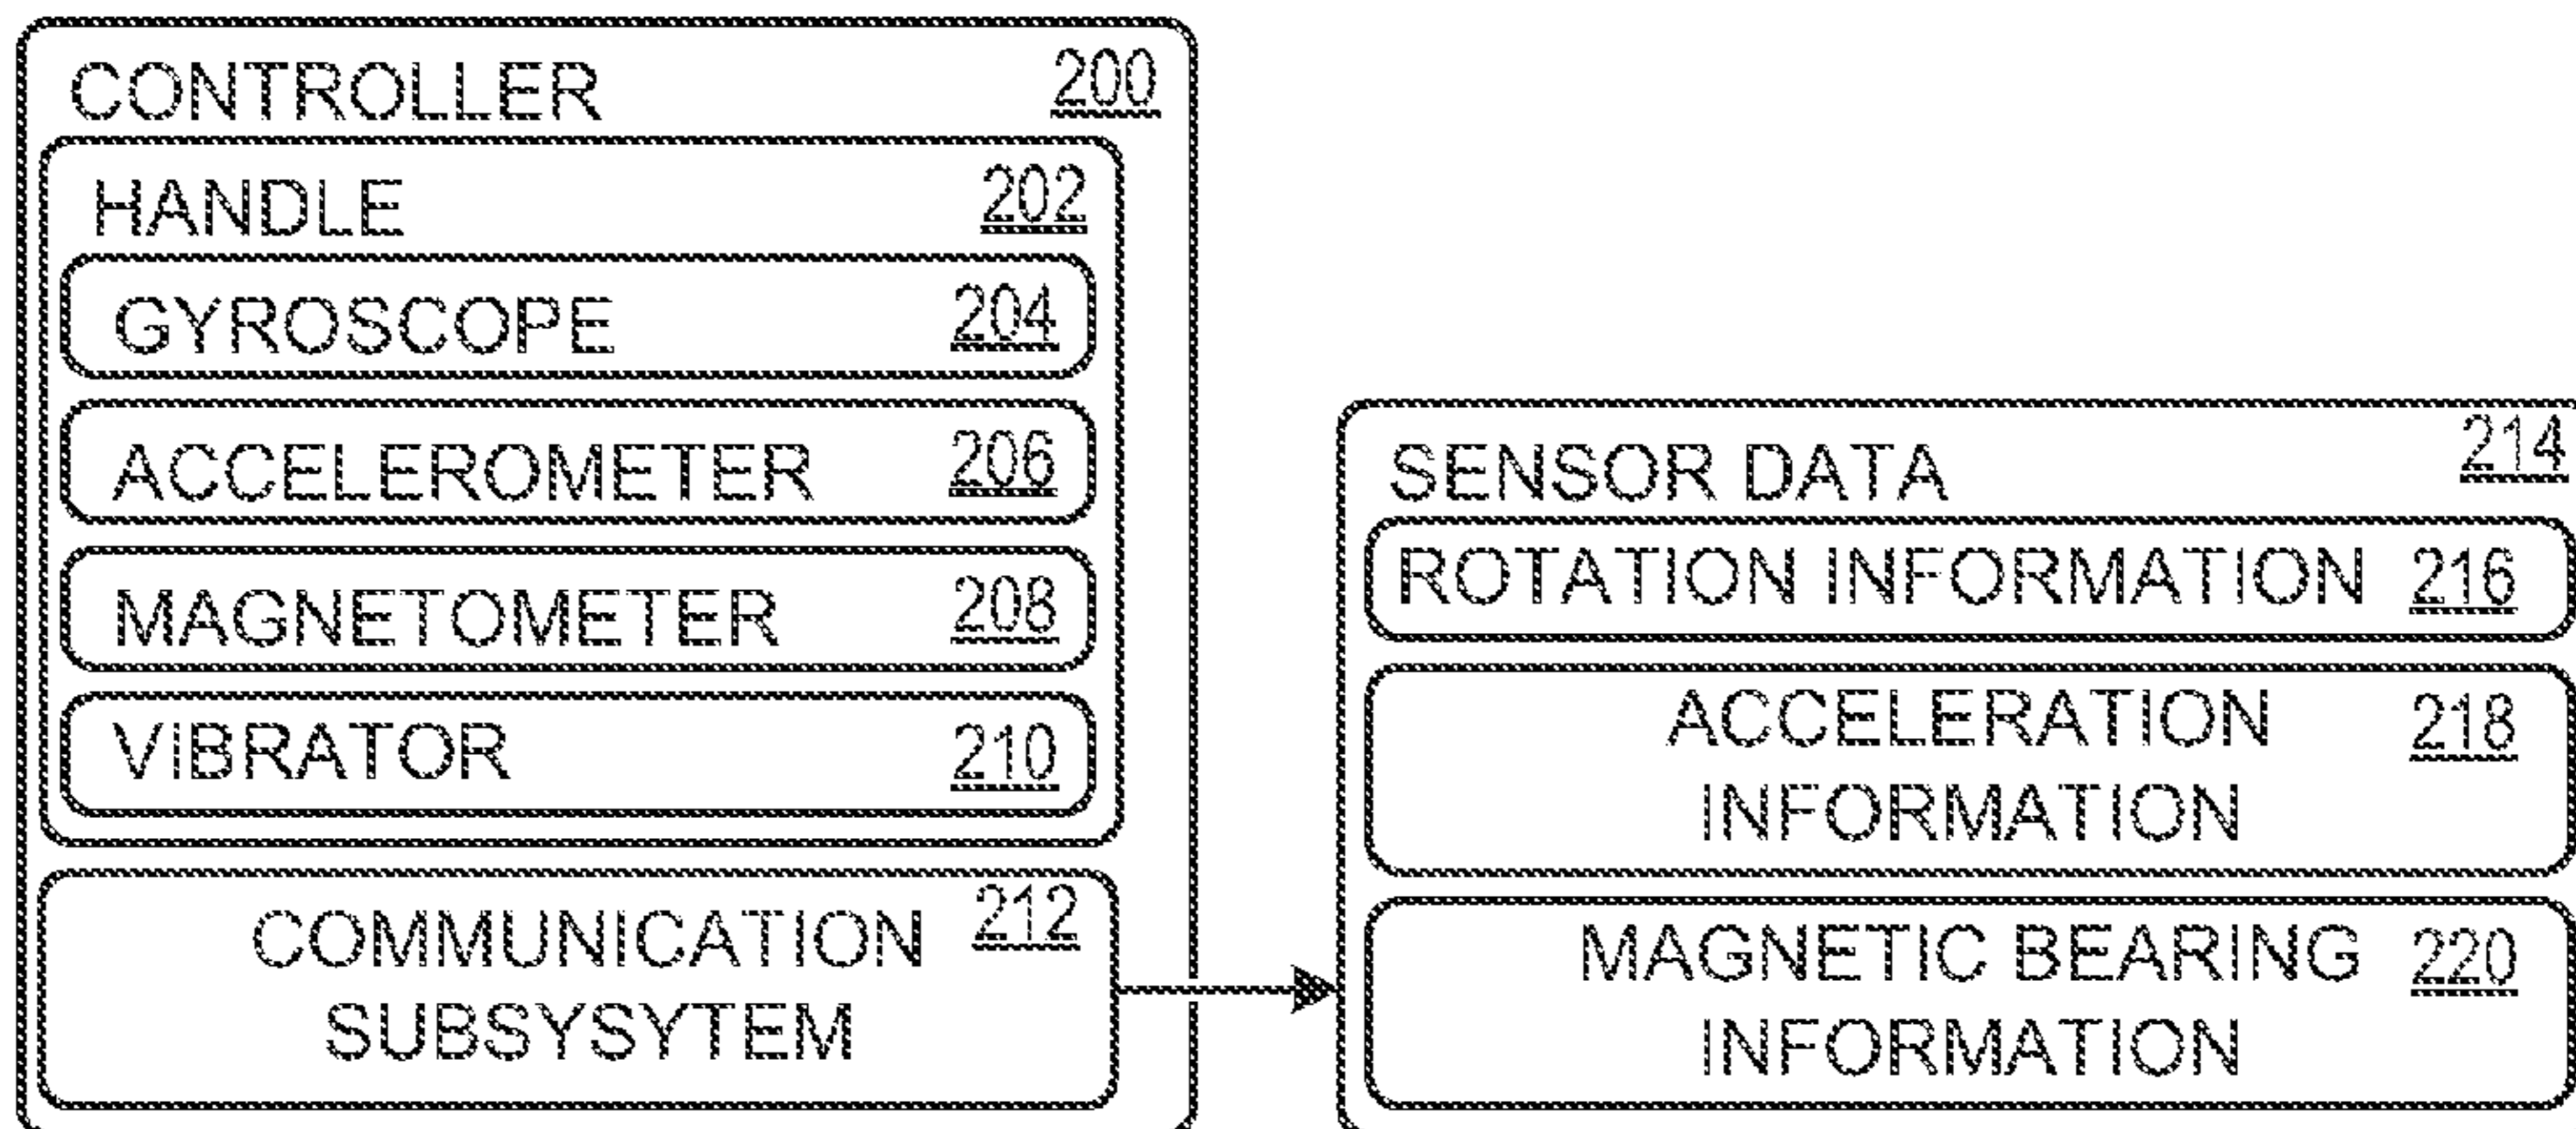 CONTROLLER 200
HANDLE 202
GYROSCOPE 204
ACCELEROMETER 206
MAGNETOMETER 208
VIBRATOR 210
COMMUNICATION 212
SUBSYSYTEM
SENSOR DATA 214
ROTATION INFORMATION 216
ACCELERATION 218
INFORMATION
MAGNETIC BEARING 220
INFORMATION